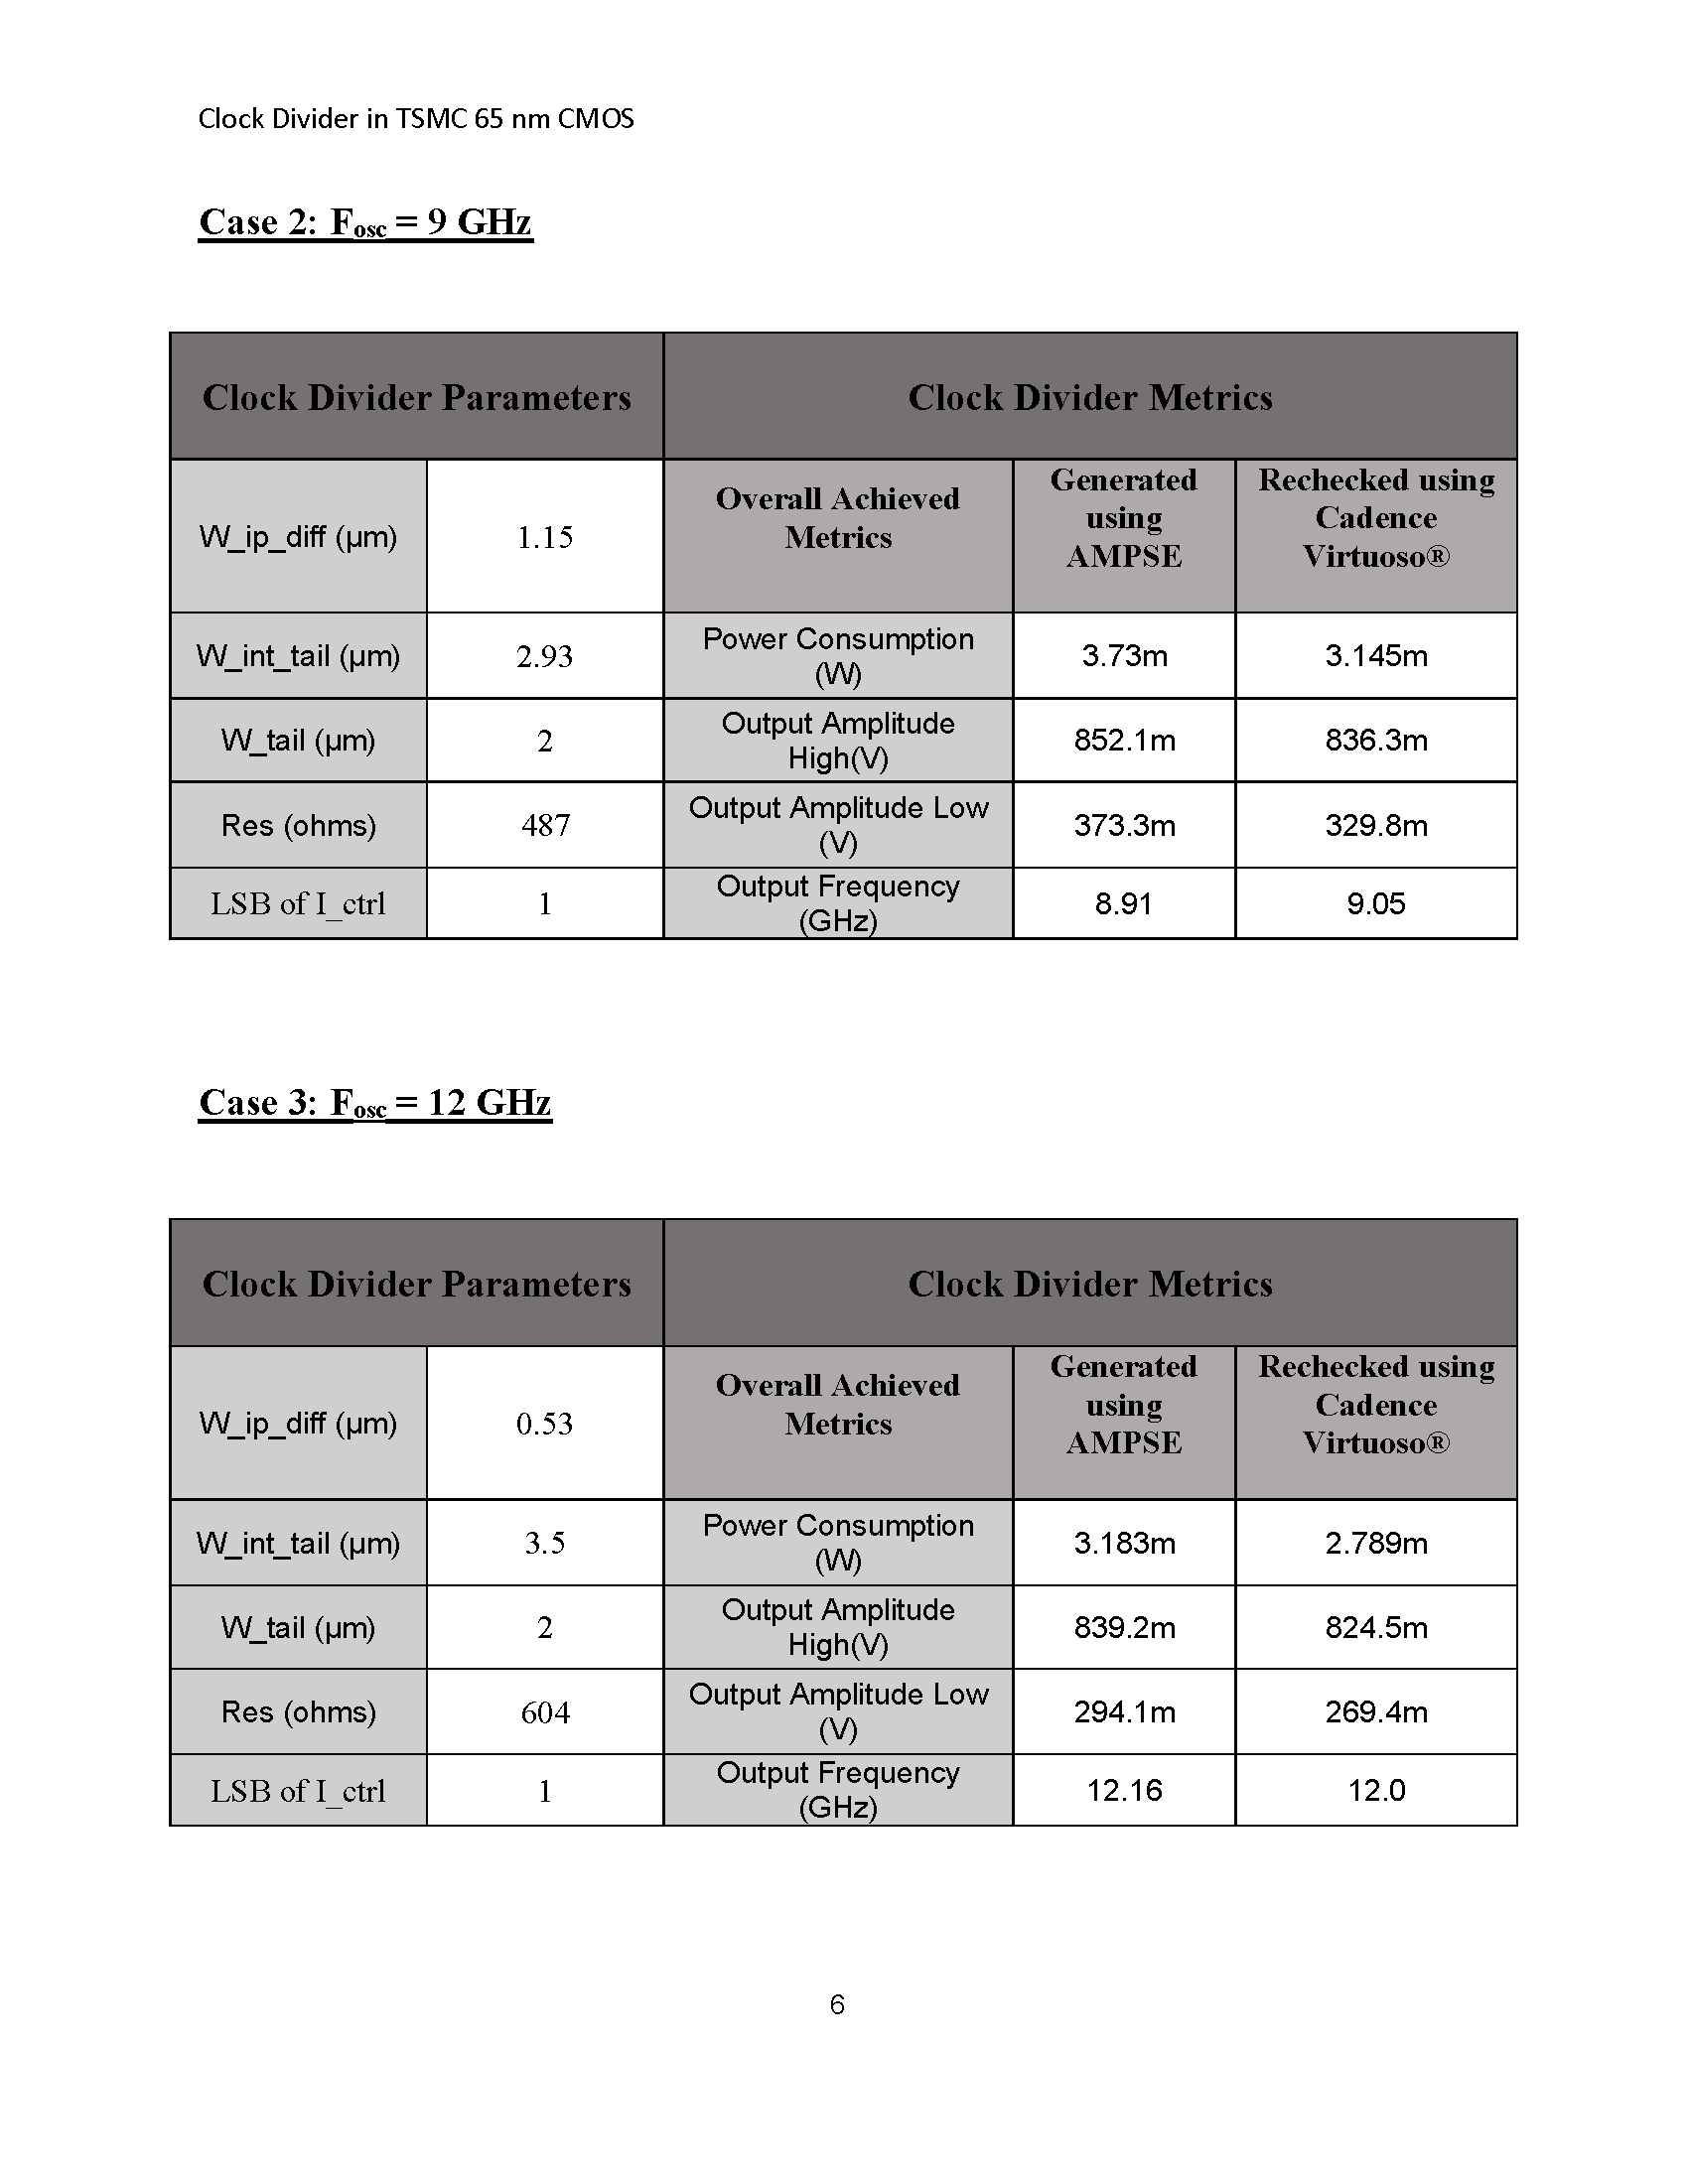 Clock Divider in TSMC 65 nm CMOS
Case 2: Fosc = 9 GHz
Clock Divider Parameters
Clock Divider Metrics
W_ip_diff (µm)
1.15
Overall Achieved
Metrics
Generated
using
AMPSE
Rechecked using
Cadence
Virtuoso®
W_int_tail (µm)
2.93
Power Consumption
(W)
3.73m
3.145m
W_tail (µm)
2
Output Amplitude
High(V)
852.1m
836.3m
Res (ohms)
487
Output Amplitude Low
(V)
373.3m
329.8m
LSB of I_ctrl
1
Output Frequency
(GHz)
8.91
9.05
Case 3: Fosc = 12 GHz
Clock Divider Parameters
Clock Divider Metrics
W_ip_diff (µm)
0.53
Overall Achieved
Metrics
Generated
using
AMPSE
Rechecked using
Cadence
Virtuoso®
W_int_tail (µm)
3.5
Power Consumption
(W)
3.183m
2.789m
W_tail (µm)
2
Output Amplitude
High(V)
839.2m
824.5m
Res (ohms)
604
Output Amplitude Low
(V)
294.1m
269.4m
LSB of I_ctrl
1
Output Frequency
(GHz)
12.16
12.0
6